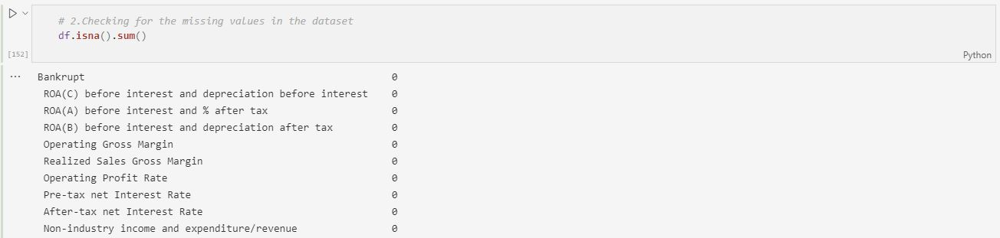 # 2.Checking for the missing values in the dataset
df.isna().sum()
[152]
Python
... Bankrupt 0
ROA(C) before interest and depreciation before interest 0
ROA(A) before interest and % after tax 0
ROA(B) before interest and depreciation after tax 0
Operating Gross Margin 0
Realized Sales Gross Margin 0
Operating Profit Rate 0
Pre-tax net Interest Rate 0
After-tax net Interest Rate 0
Non-industry income and expenditure/revenue 0